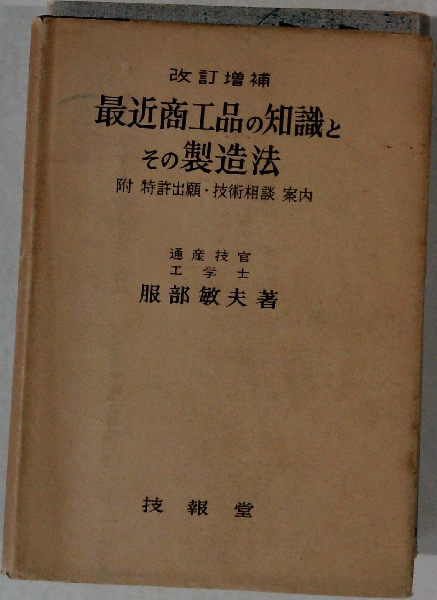 改訂増補
最近商工品の知識と
その製造法
附 特許出願・技術相談 案内
通産技官
工学士
服部敏夫著
技報堂